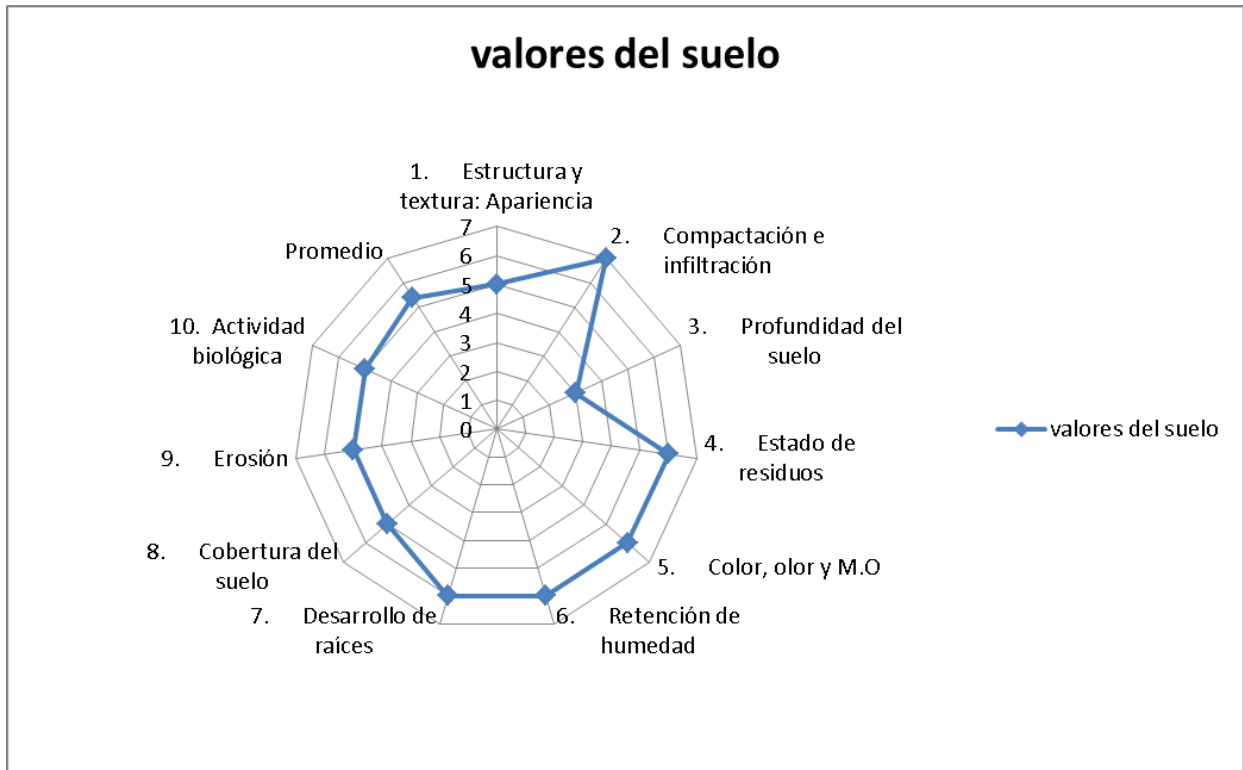 valores del suelo
1. Estructura y
textura: Apariencia
2. Compactación e
infiltración
3. Profundidad del
suelo
4. Estado de
residuos
5. Color, olor y M.O
6. Retención de
humedad
7. Desarrollo de
raíces
8. Cobertura del
suelo
9. Erosión
10. Actividad
biológica
Promedio
7
6
5
4
3
2
1
0
valores del suelo